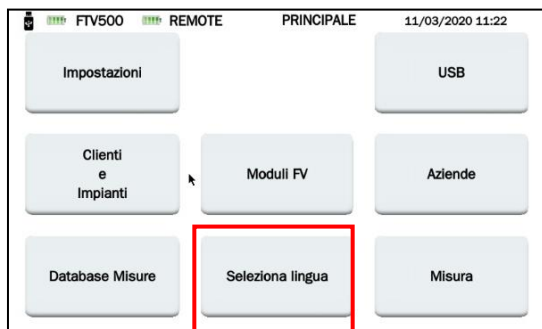 FTV500 REMOTE PRINCIPALE 11/03/2020 11:22
Impostazioni USB
Clienti
e
Impianti
Moduli FV Aziende
Database Misure Seleziona lingua Misura